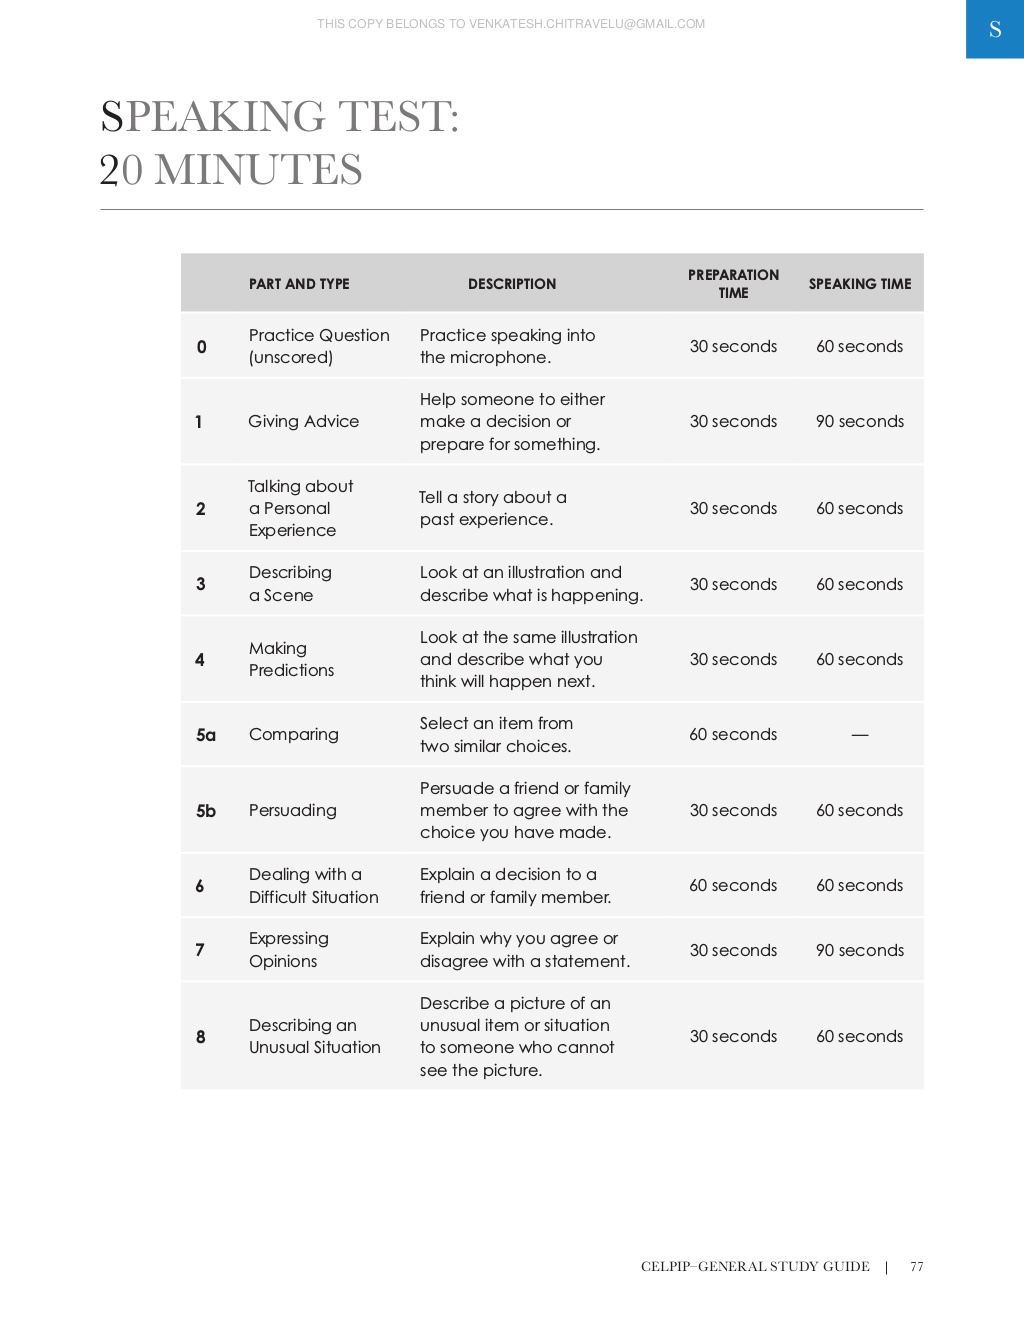 THIS COPY BELONGS TO VENKATESH.CHITRAVELU@GMAIL.COM
S
SPEAKING TEST:
20 MINUTES
PART AND TYPE DESCRIPTION PREPARATION TIME SPEAKING TIME
0 Practice Question (unscored) Practice speaking into the microphone. 30 seconds 60 seconds
1 Giving Advice Help someone to either make a decision or prepare for something. 30 seconds 90 seconds
2 Talking about a Personal Experience Tell a story about a past experience. 30 seconds 60 seconds
3 Describing a Scene Look at an illustration and describe what is happening. 30 seconds 60 seconds
4 Making Predictions Look at the same illustration and describe what you think will happen next. 30 seconds 60 seconds
5a Comparing Select an item from two similar choices. 60 seconds —
5b Persuading Persuade a friend or family member to agree with the choice you have made. 30 seconds 60 seconds
6 Dealing with a Difficult Situation Explain a decision to a friend or family member. 60 seconds 60 seconds
7 Expressing Opinions Explain why you agree or disagree with a statement. 30 seconds 90 seconds
8 Describing an Unusual Situation Describe a picture of an unusual item or situation to someone who cannot see the picture. 30 seconds 60 seconds
CELPIP–GENERAL STUDY GUIDE | 77